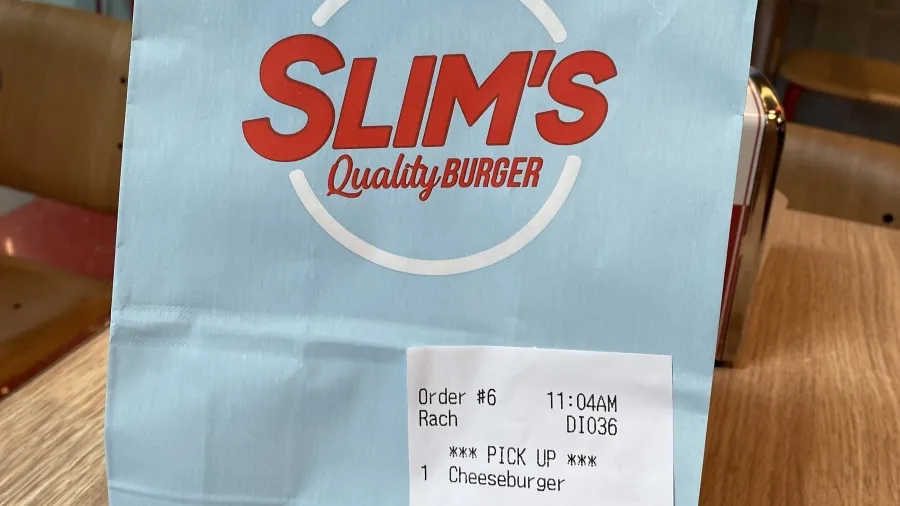 SLIM'S
Quality BURGER
Order #6 11:04AM
Rach DI036
*** PICK UP ***
1 Cheeseburger